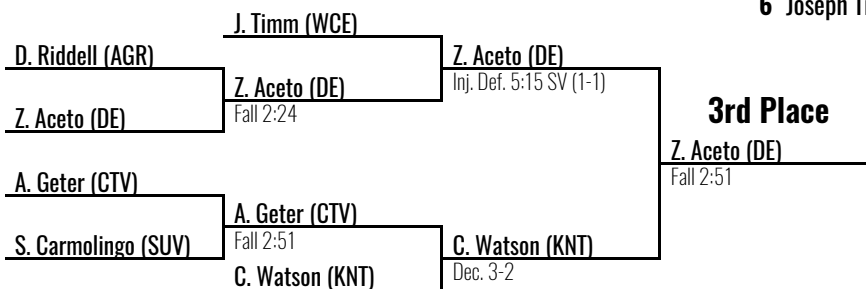 6 Joseph
J. Timm (WCE)
D. Riddell (AGR)
Z. Aceto (DE)
Inj. Def. 5:15 SV (1-1)
Z. Aceto (DE)
Fall 2:24
Z. Aceto (DE)
3rd Place
Z. Aceto (DE)
Fall 2:51
A. Geter (CTV)
A. Geter (CTV)
Fall 2:51
S. Carmolingo (SUV)
C. Watson (KNT)
Dec. 3-2
C. Watson (KNT)